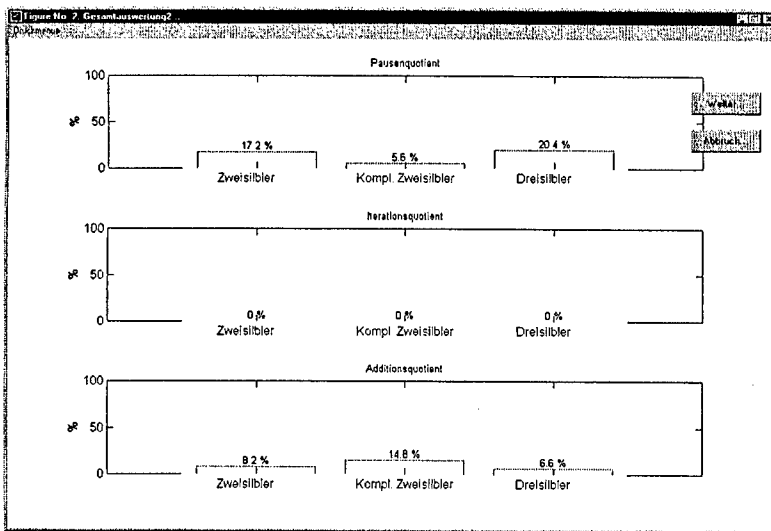 Figure No. 2. Gesamtauswertung2...
Dokumenue
Pausenquotient
100
50
0
%
17.2 %
5.6 %
20.4 %
Zweisilbler
Kompl. Zweisilbler
Dreisilbler
Weiter...
Abbruch...
Iterationsquotient
100
50
0
%
0 %
0 %
0 %
Zweisilbler
Kompl. Zweisilbler
Dreisilbler
Additionsquotient
100
50
0
%
8.2 %
14.8 %
6.6 %
Zweisilbler
Kompl. Zweisilbler
Dreisilbler